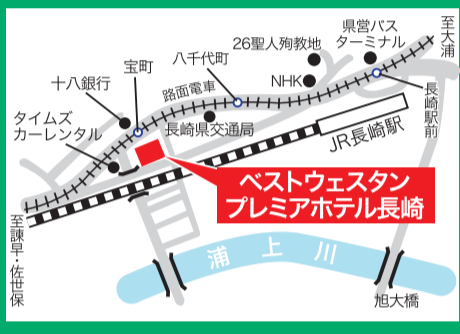 至大浦
県営バス
ターミナル
26聖人殉教地
八千代町
宝町
NHK
十八銀行
路面電車
長崎駅前
タイムズ
カーレンタル
長崎県交通局
JR長崎駅
ベストウェスタン
プレミアホテル長崎
至諫早・佐世保
浦上川
旭大橋